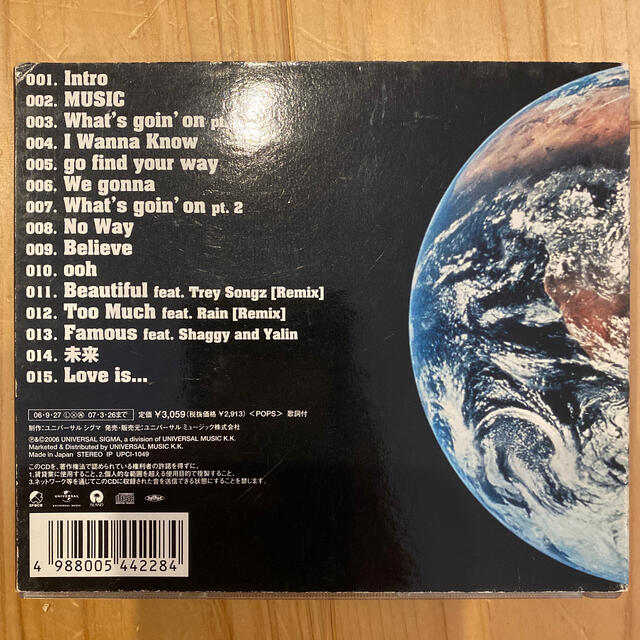 001. Intro
002. MUSIC
003. What's goin' on pt.
004. I Wanna Know
005. go find your way
006. We gonna
007. What's goin' on pt. 2
008. No Way
009. Believe
010. ooh
011. Beautiful feat. Trey Songz [Remix]
012. Too Much feat. Rain [Remix]
013. Famous feat. Shaggy and Yalin
014. 未来
015. Love is...
06・9・27 Ⓛ×Ⓡ 07・3・26まで 定価 ¥3,059(税抜価格 ¥2,913) <POPS> 歌詞付
制作:ユニバーサル シグマ 発売・販売元:ユニバーサル ミュージック株式会社
Ⓟ&©2006 UNIVERSAL SIGMA, a division of UNIVERSAL MUSIC K.K.
Marketed & Distributed by UNIVERSAL MUSIC K.K.
Made in Japan STEREO IP UPCI-1049
このCDを、著作権法で認められている権利者の許諾を得ずに、
1.賃貸業に使用すること、2.個人的な範囲を超える使用目的で複製すること、
3.ネットワーク等を通じてこのCDに収録された音を送信できる状態にすることを禁じます。
UNIVERSAL
UNIVERSAL MUSIC
ISLAND
4 988005 442284